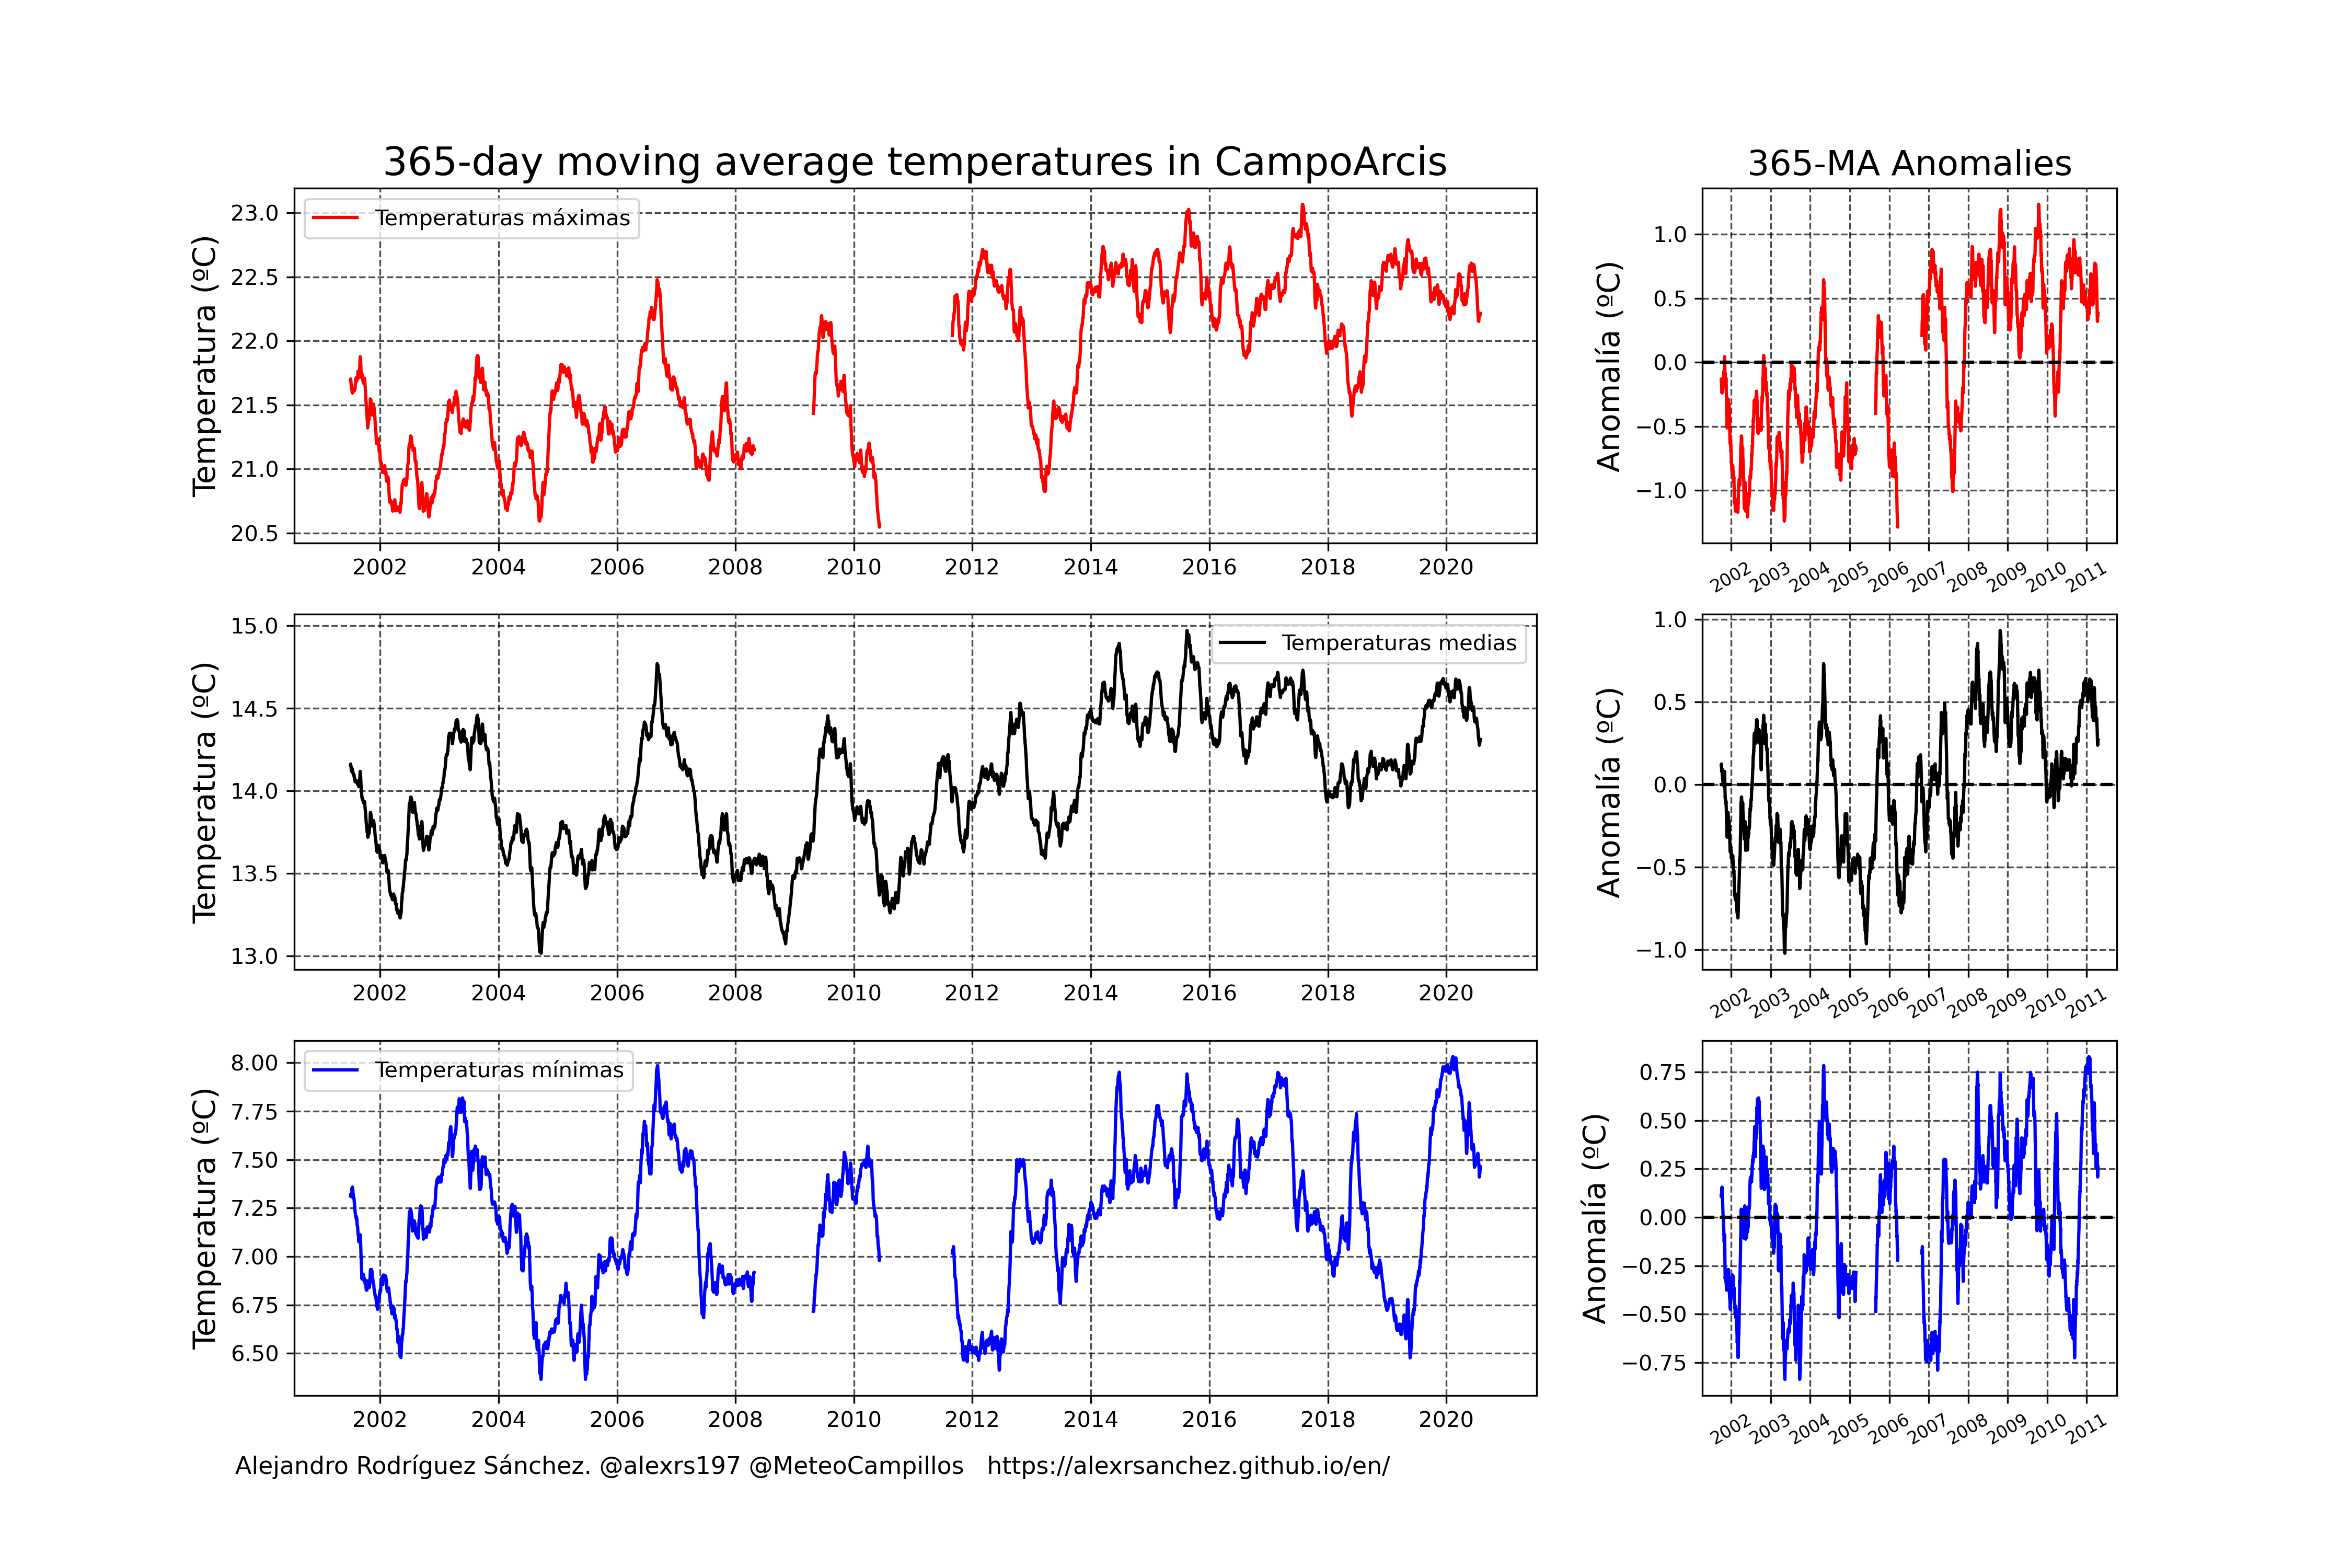 365-day moving average temperatures in CampoArcis
365-MA Anomalies
Temperatura (ºC)
23.0
22.5
22.0
21.5
21.0
20.5
Temperaturas máximas
2002 2004 2006 2008 2010 2012 2014 2016 2018 2020
Anomalía (ºC)
1.0
0.5
0.0
−0.5
−1.0
2002 2003 2004 2005 2006 2007 2008 2009 2010 2011
Temperatura (ºC)
15.0
14.5
14.0
13.5
13.0
Temperaturas medias
2002 2004 2006 2008 2010 2012 2014 2016 2018 2020
Anomalía (ºC)
1.0
0.5
0.0
−0.5
−1.0
2002 2003 2004 2005 2006 2007 2008 2009 2010 2011
Temperatura (ºC)
8.00
7.75
7.50
7.25
7.00
6.75
6.50
Temperaturas mínimas
2002 2004 2006 2008 2010 2012 2014 2016 2018 2020
Anomalía (ºC)
0.75
0.50
0.25
0.00
−0.25
−0.50
−0.75
2002 2003 2004 2005 2006 2007 2008 2009 2010 2011
Alejandro Rodríguez Sánchez. @alexrs197 @MeteoCampillos https://alexrsanchez.github.io/en/